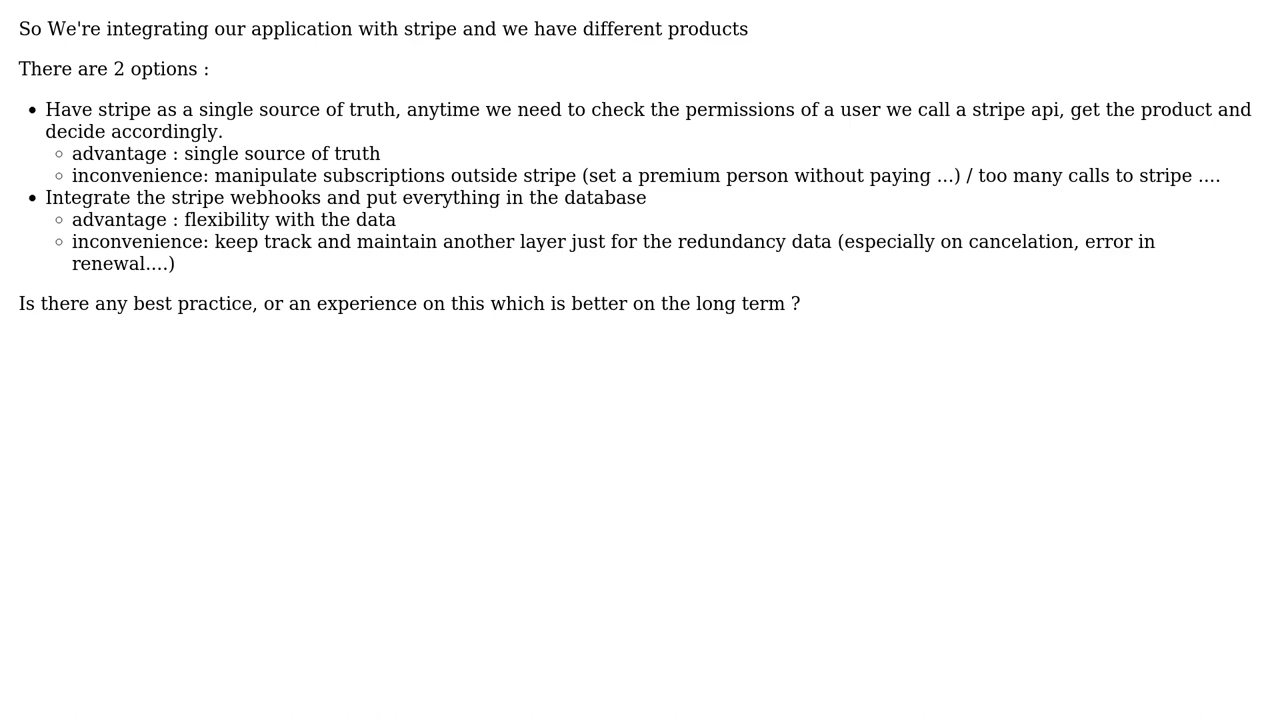 So We're integrating our application with stripe and we have different products
There are 2 options :
Have stripe as a single source of truth, anytime we need to check the permissions of a user we call a stripe api, get the product and
decide accordingly.
advantage : single source of truth
inconvenience: manipulate subscriptions outside stripe (set a premium person without paying ...) / too many calls to stripe ....
Integrate the stripe webhooks and put everything in the database
advantage : flexibility with the data
inconvenience: keep track and maintain another layer just for the redundancy data (especially on cancelation, error in
renewal....)
Is there any best practice, or an experience on this which is better on the long term ?